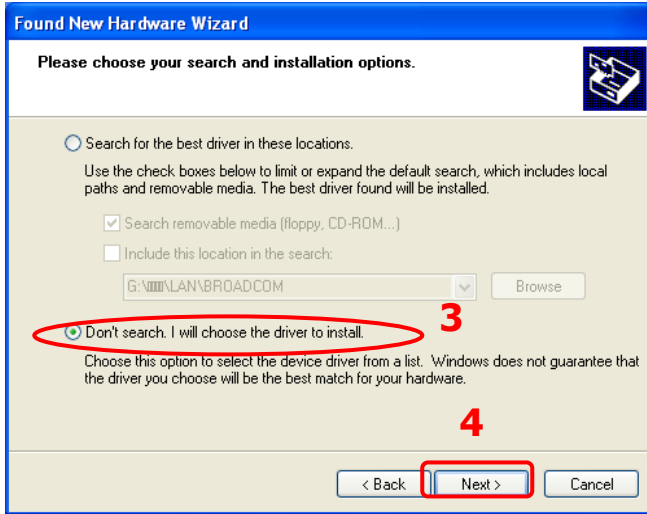 Found New Hardware Wizard
Please choose your search and installation options.
Search for the best driver in these locations.
Use the check boxes below to limit or expand the default search, which includes local
paths and removable media. The best driver found will be installed.
Search removable media (floppy, CD-ROM...)
Include this location in the search:
G:\LAN\BROADCOM
Browse
3
Don't search. I will choose the driver to install.
Choose this option to select the device driver from a list. Windows does not guarantee that
the driver you choose will be the best match for your hardware.
4
< Back
Next >
Cancel